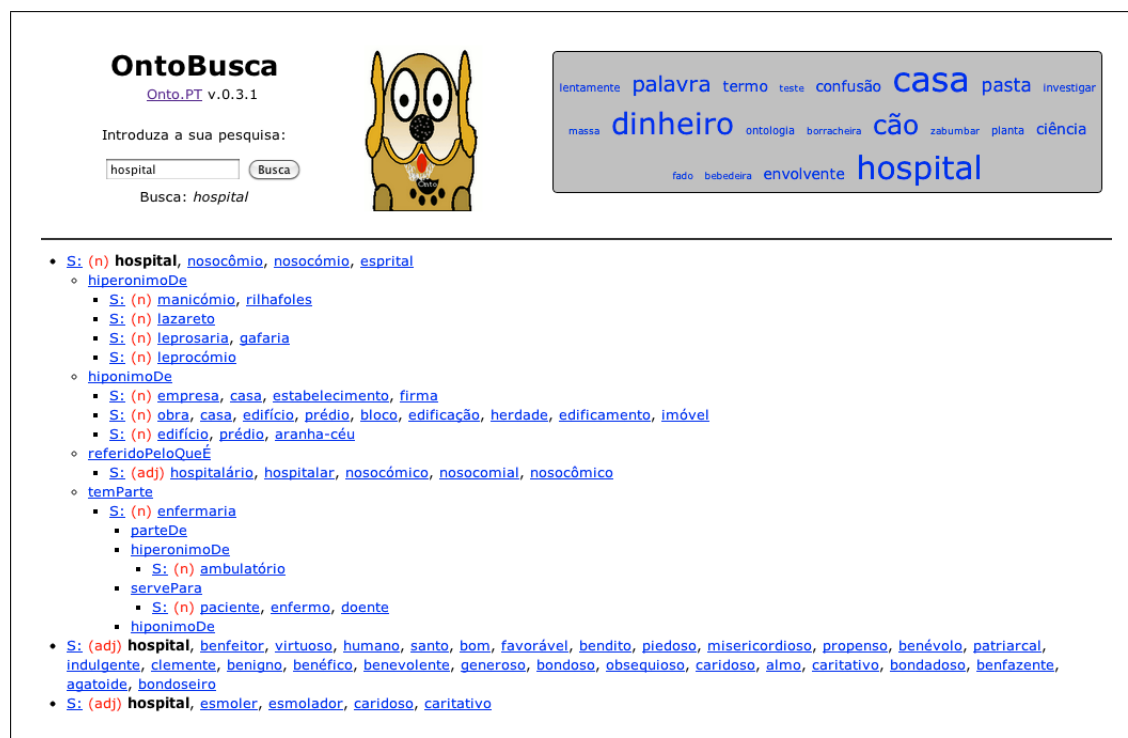 OntoBusca
Onto.PT v.0.3.1
Introduza a sua pesquisa:
hospital Busca
Busca: hospital
Onto
lentamente palavra termo teste confusão casa pasta investigar
massa dinheiro ontologia borracheira cão zabumbar planta ciência
fado bebedeira envolvente hospital
S: (n) hospital, nosocômio, nosocómio, esprital
hiperonimoDe
S: (n) manicómio, rilhafoles
S: (n) lazareto
S: (n) leprosaria, gafaria
S: (n) leprocómio
hiponimoDe
S: (n) empresa, casa, estabelecimento, firma
S: (n) obra, casa, edifício, prédio, bloco, edificação, herdade, edificamento, imóvel
S: (n) edifício, prédio, aranha-céu
referidoPeloQueÉ
S: (adj) hospitalário, hospitalar, nosocómico, nosocomial, nosocômico
temParte
S: (n) enfermaria
parteDe
hiperonimoDe
S: (n) ambulatório
servePara
S: (n) paciente, enfermo, doente
hiponimoDe
S: (adj) hospital, benfeitor, virtuoso, humano, santo, bom, favorável, bendito, piedoso, misericordioso, propenso, benévolo, patriarcal,
indulgente, clemente, benigno, benéfico, benevolente, generoso, bondoso, obsequioso, caridoso, almo, caritativo, bondadoso, benfazente,
agatoide, bondoseiro
S: (adj) hospital, esmoler, esmolador, caridoso, caritativo